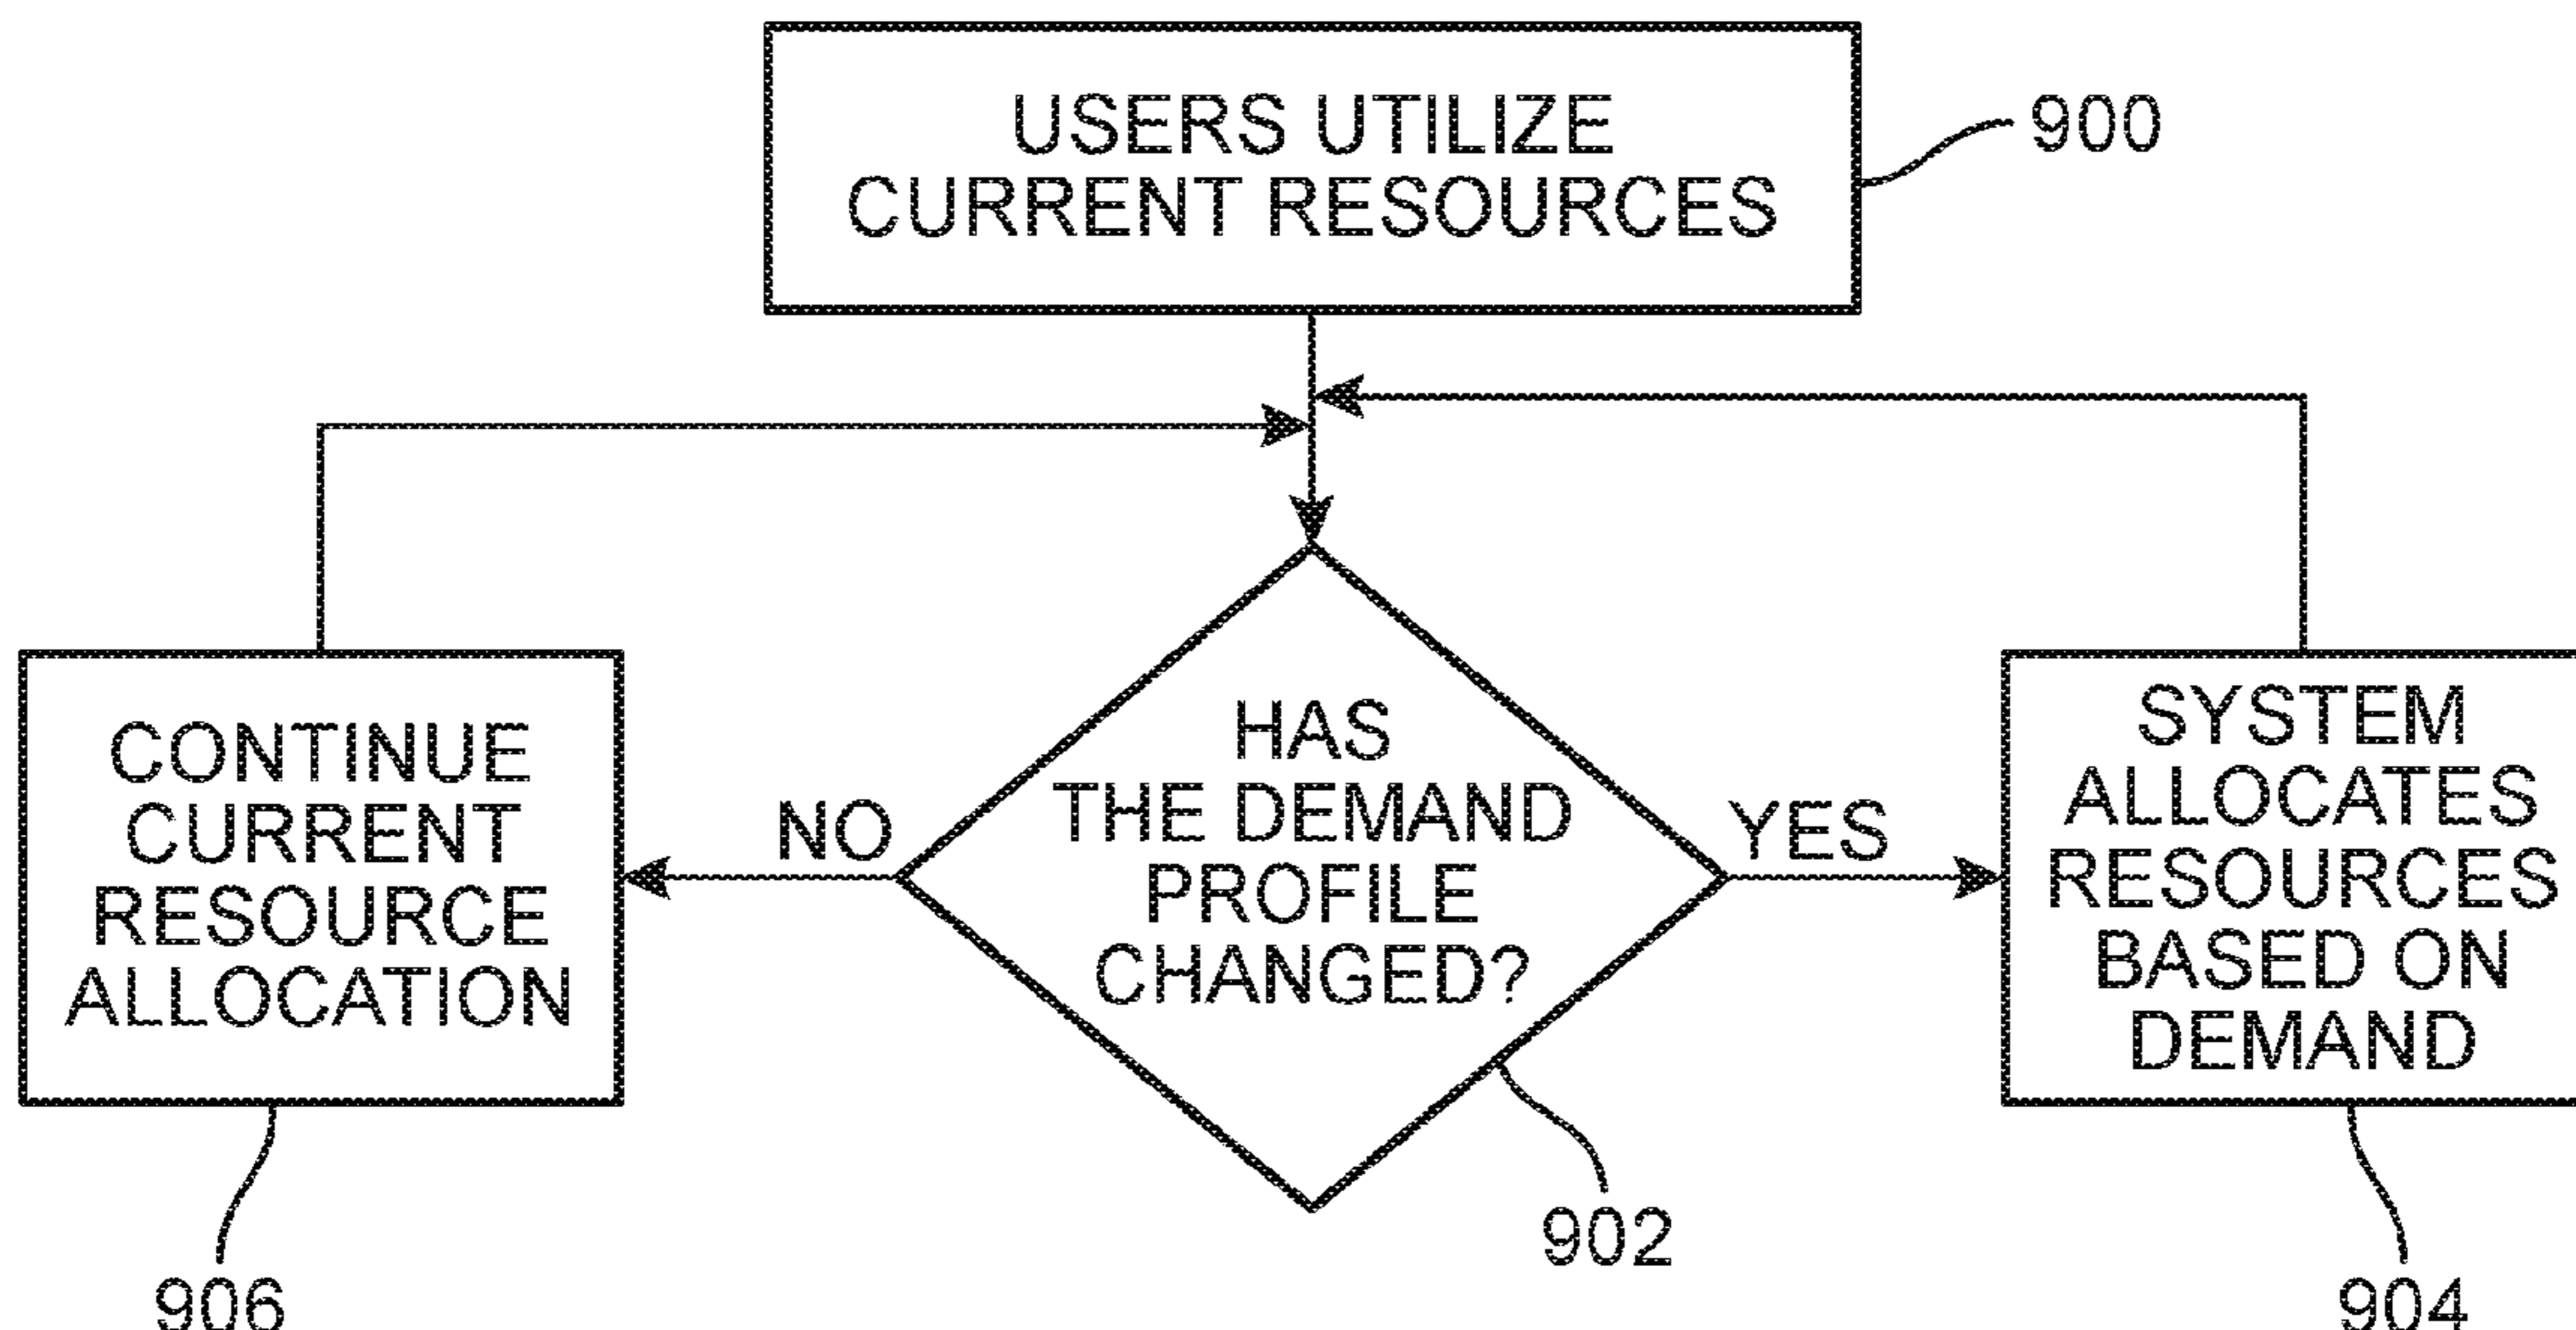 USERS UTILIZE
CURRENT RESOURCES
900
HAS
THE DEMAND
PROFILE
CHANGED?
902
NO
CONTINUE
CURRENT
RESOURCE
ALLOCATION
906
YES
SYSTEM
ALLOCATES
RESOURCES
BASED ON
DEMAND
904